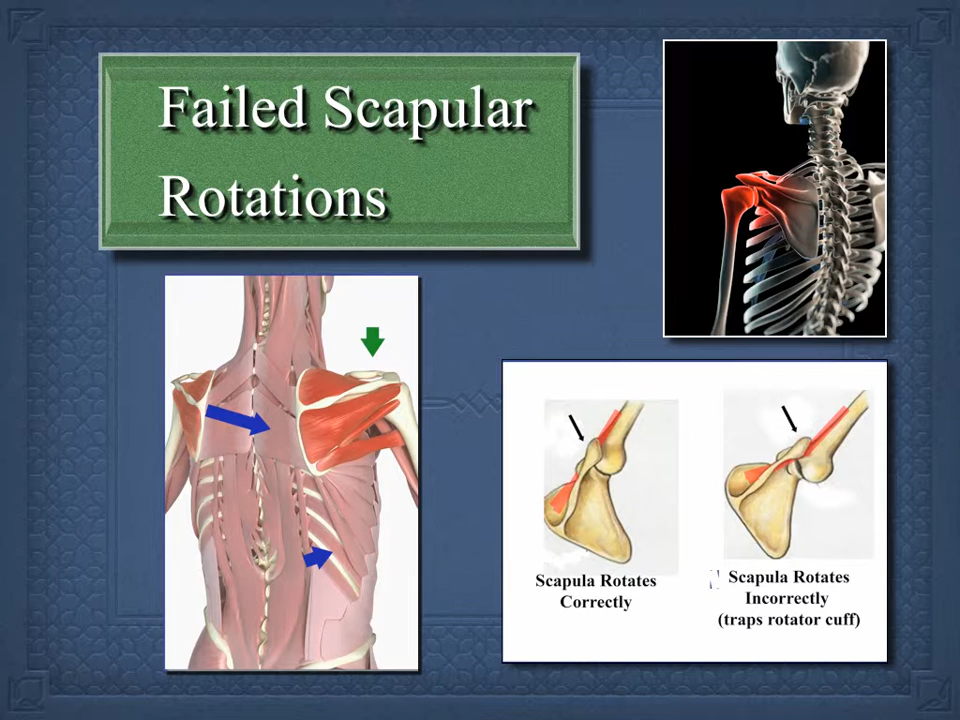 Failed Scapular
Rotations
Scapula Rotates
Correctly
Scapula Rotates
Incorrectly
(traps rotator cuff)